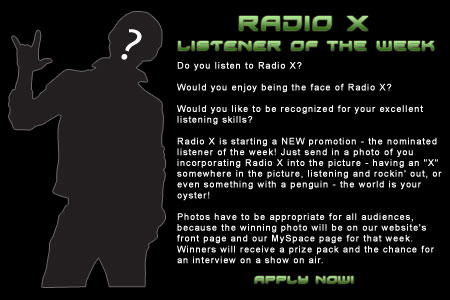 ?
RADIO X
LISTENER OF THE WEEK
Do you listen to Radio X?
Would you enjoy being the face of Radio X?
Would you like to be recognized for your excellent
listening skills?
Radio X is starting a NEW promotion - the nominated
listener of the week! Just send in a photo of you
incorporating Radio X into the picture - having an "X"
somewhere in the picture, listening and rockin' out, or
even something with a penguin - the world is your
oyster!
Photos have to be appropriate for all audiences,
because the winning photo will be on our website's
front page and our MySpace page for that week.
Winners will receive a prize pack and the chance for
an interview on a show on air.
APPLY NOW!